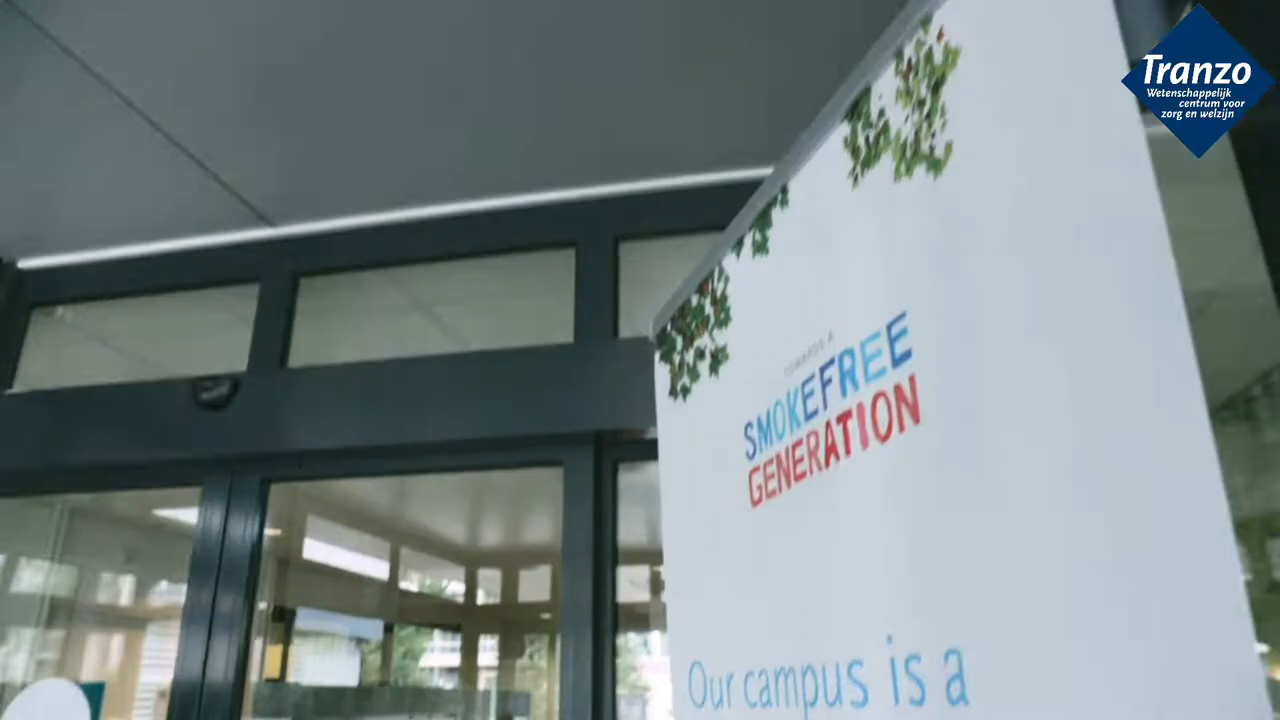 Tranzo
Wetenschappelijk
centrum voor
zorg en welzijn
TOWARDS A
SMOKEFREE
GENERATION
Our campus is a